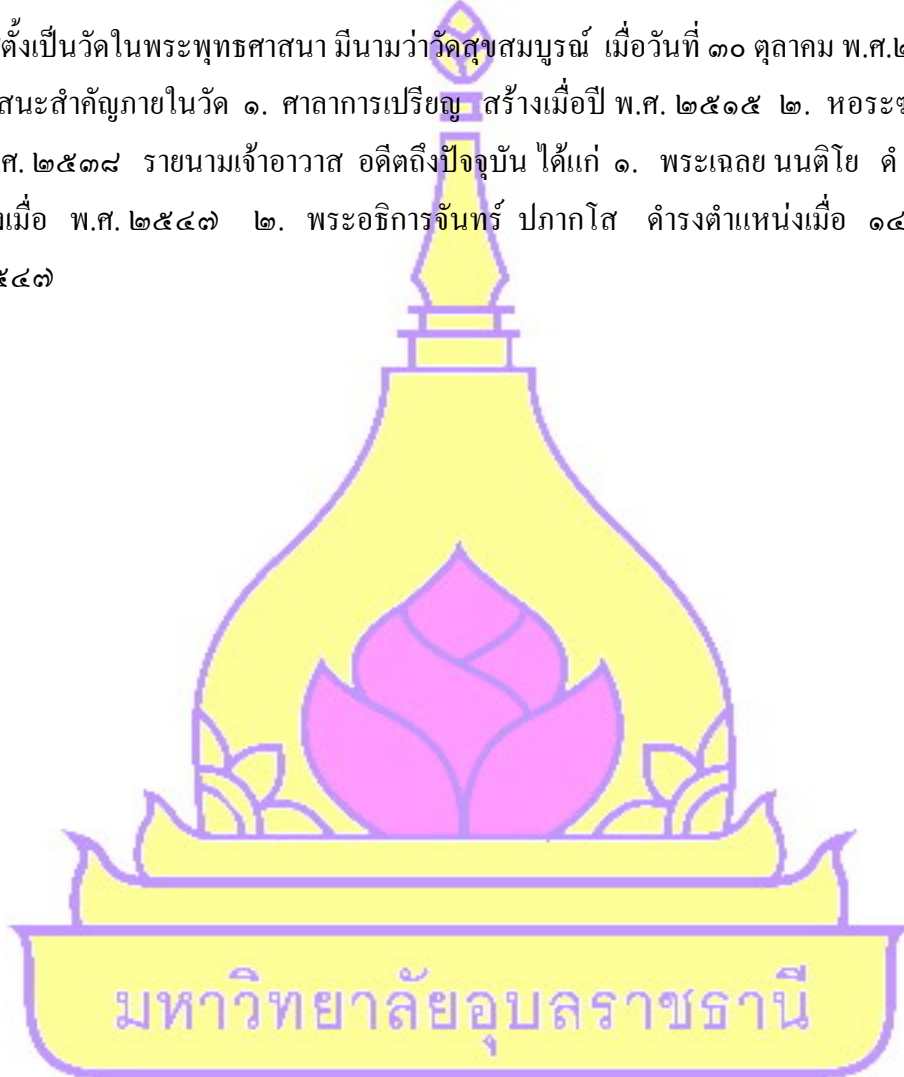 ตั้งเป็นวัดในพระพุทธศาสนา มีนามว่าวัดสุขสมบูรณ์ เมื่อวันที่ ๓๐ ตุลาคม พ.ศ.๒
สนะสำคัญภายในวัด ๑. ศาลาการเปรียญ สร้างเมื่อปี พ.ศ. ๒๕๑๕ ๒. หอระฆ
ศ. ๒๕๓๘ รายนามเจ้าอาวาส อดีตถึงปัจจุบัน ได้แก่ ๑. พระเฉลย นนติโย ดำ
งเมื่อ พ.ศ. ๒๕๔๗ ๒. พระอธิการจันทร์ ปภากโส ดำรงตำแหน่งเมื่อ ๑๔
๕๔๗
มหาวิทยาลัยอุบลราชธานี